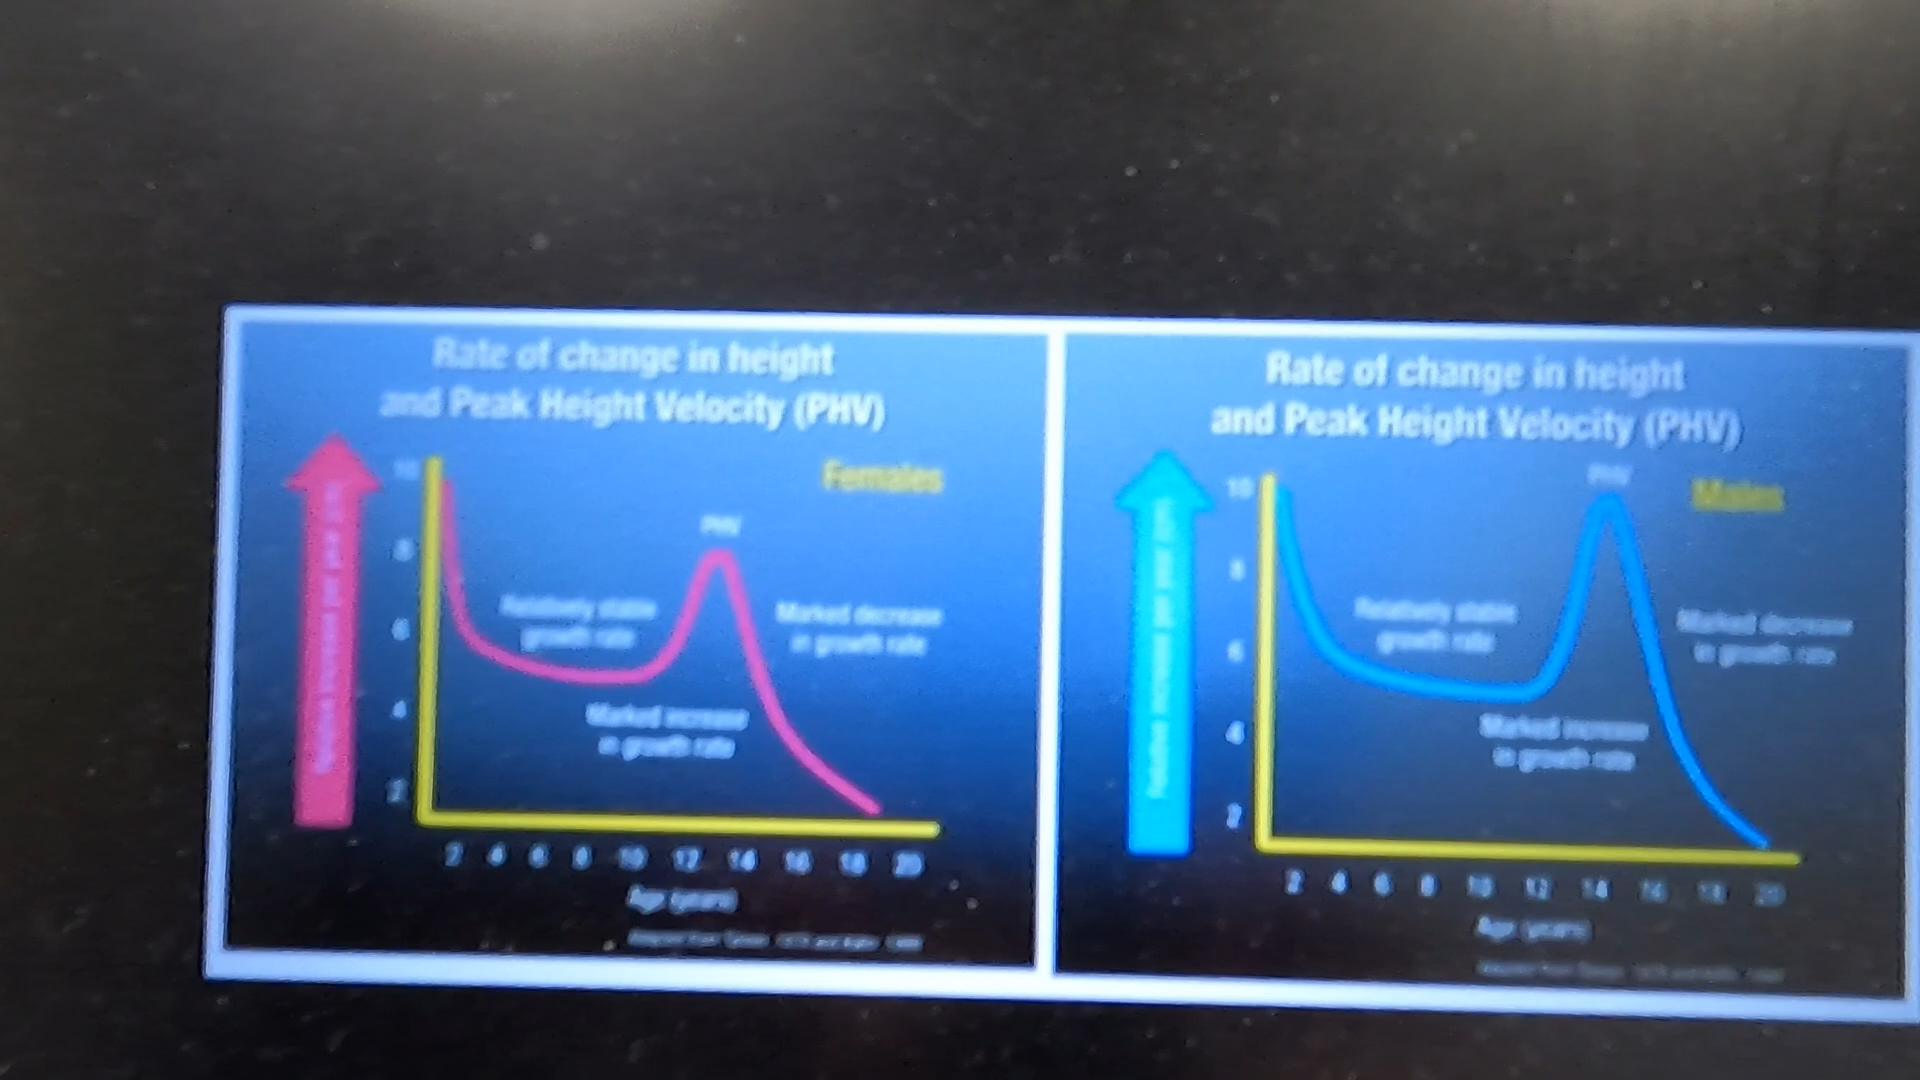 Rate of change in height
and Peak Height Velocity (PHV)
Females
10
8
6
4
2
PHV
Relatively stable
growth rate
Marked decrease
in growth rate
Marked increase
in growth rate
2 4 6 8 10 12 14 16 18 20
Age (years)
Rate of change in height
and Peak Height Velocity (PHV)
Males
10
8
6
4
2
PHV
Relatively stable
growth rate
Marked decrease
in growth rate
Marked increase
in growth rate
2 4 6 8 10 12 14 16 18 20
Age (years)